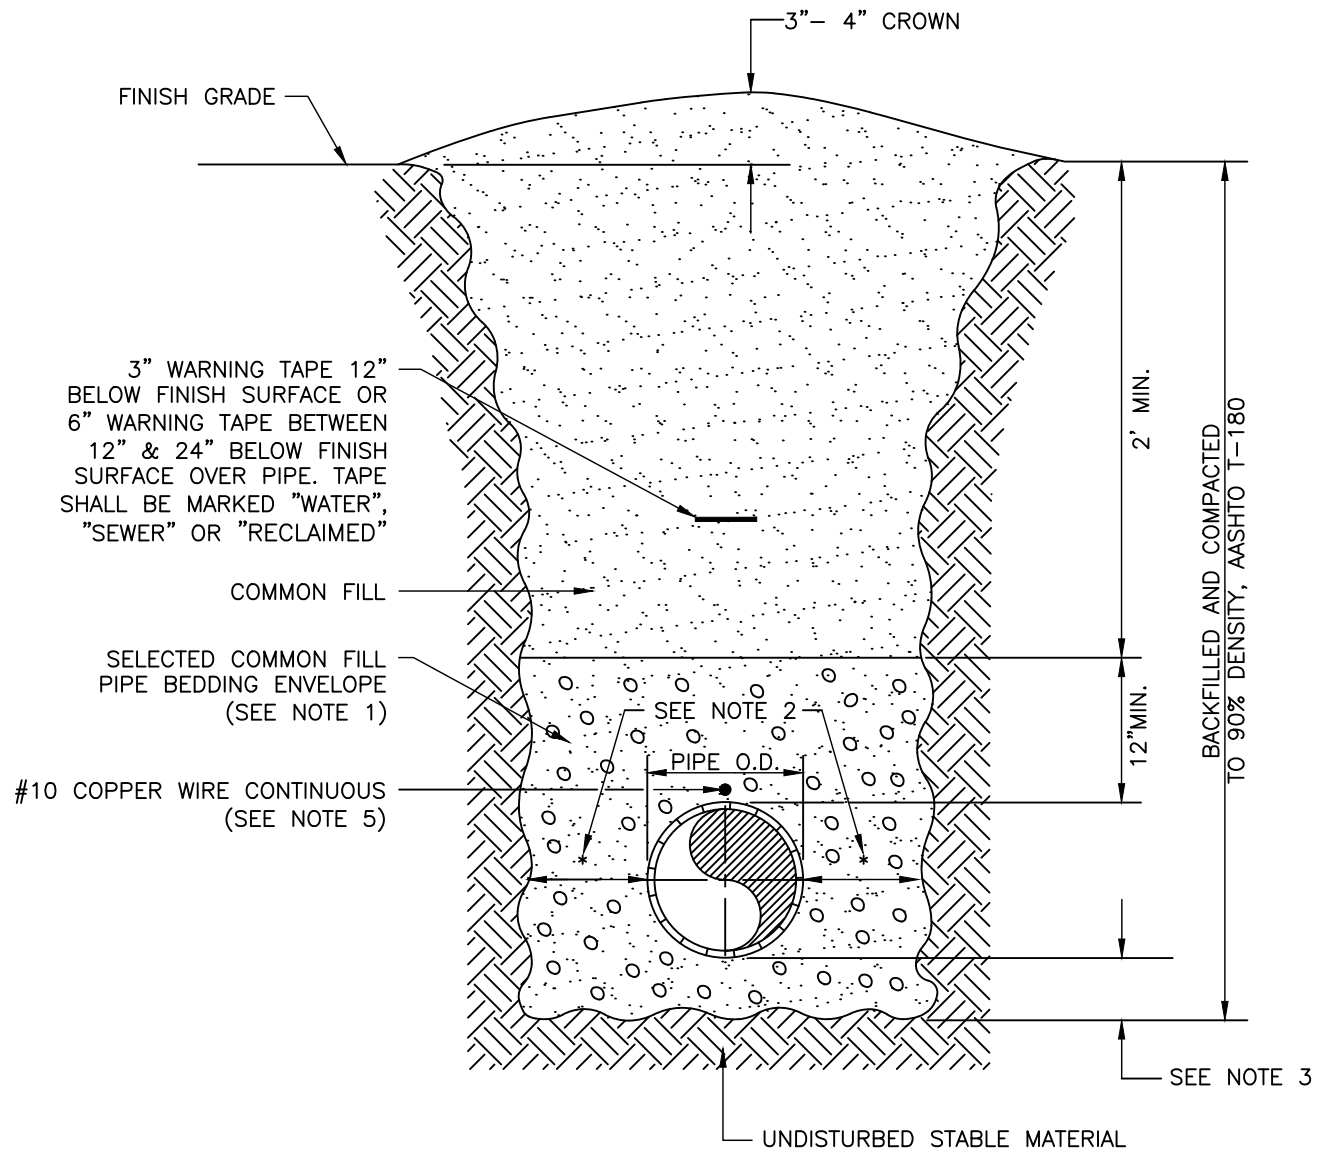 3"- 4" CROWN
FINISH GRADE
3" WARNING TAPE 12"
BELOW FINISH SURFACE OR
6" WARNING TAPE BETWEEN
12" & 24" BELOW FINISH
SURFACE OVER PIPE. TAPE
SHALL BE MARKED "WATER",
"SEWER" OR "RECLAIMED"
2' MIN.
BACKFILLED AND COMPACTED
TO 90% DENSITY, AASHTO T-180
COMMON FILL
SELECTED COMMON FILL
PIPE BEDDING ENVELOPE
(SEE NOTE 1)
SEE NOTE 2
12"MIN.
PIPE O.D.
#10 COPPER WIRE CONTINUOUS
(SEE NOTE 5)
*
*
SEE NOTE 3
UNDISTURBED STABLE MATERIAL